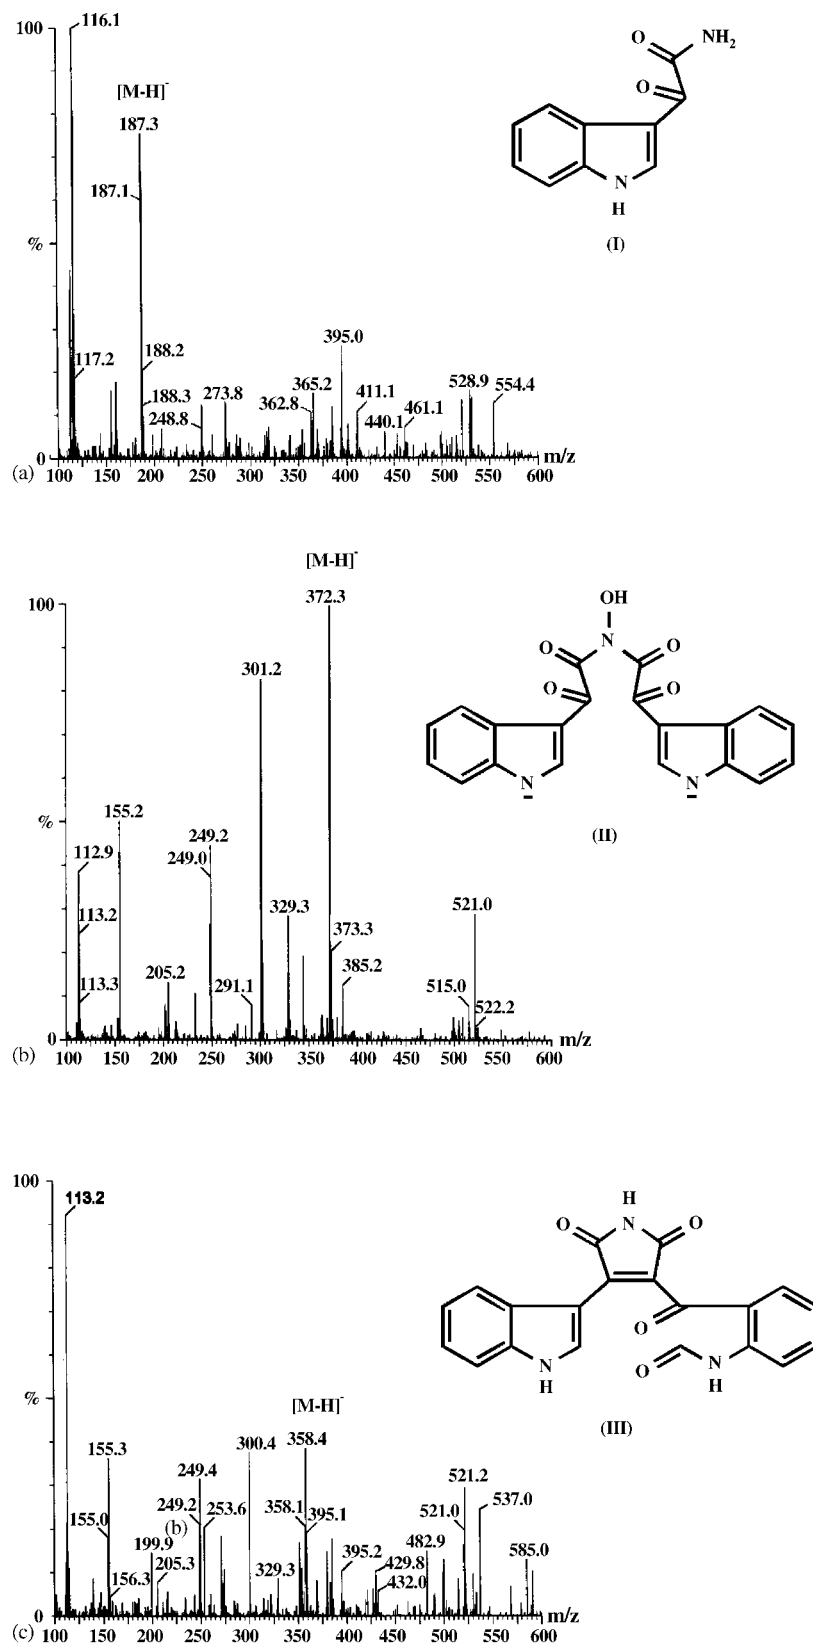 100
116.1
[M-H]-
187.3
187.1
%
395.0
117.2
188.2
188.3
248.8
273.8
362.8
365.2
411.1
440.1
461.1
528.9
554.4
0
100 150 200 250 300 350 400 450 500 550 600
m/z
(a)
O
NH2
O
N
H
(I)
[M-H]-
100
372.3
301.2
%
155.2
112.9
113.2
113.3
205.2
249.2
249.0
291.1
329.3
373.3
385.2
521.0
515.0
522.2
0
100 150 200 250 300 350 400 450 500 550 600
m/z
(b)
OH
N
O
O
O
O
N
N
(II)
100
113.2
%
[M-H]-
155.3
155.0
156.3
199.9
205.3
249.4
249.2
(b)
253.6
300.4
329.3
358.4
358.1
395.1
395.2
429.8
432.0
482.9
521.2
521.0
537.0
585.0
0
100 150 200 250 300 350 400 450 500 550 600
m/z
(c)
H
N
O
O
O
O
N
H
N
H
(III)